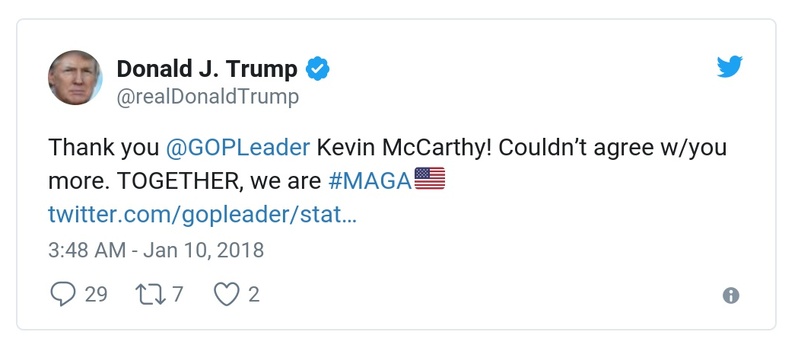 Donald J. Trump
@realDonaldTrump
Thank you @GOPLeader Kevin McCarthy! Couldn’t agree w/you
more. TOGETHER, we are #MAGA🇺🇸
twitter.com/gopleader/stat…
3:48 AM - Jan 10, 2018
29 7 2